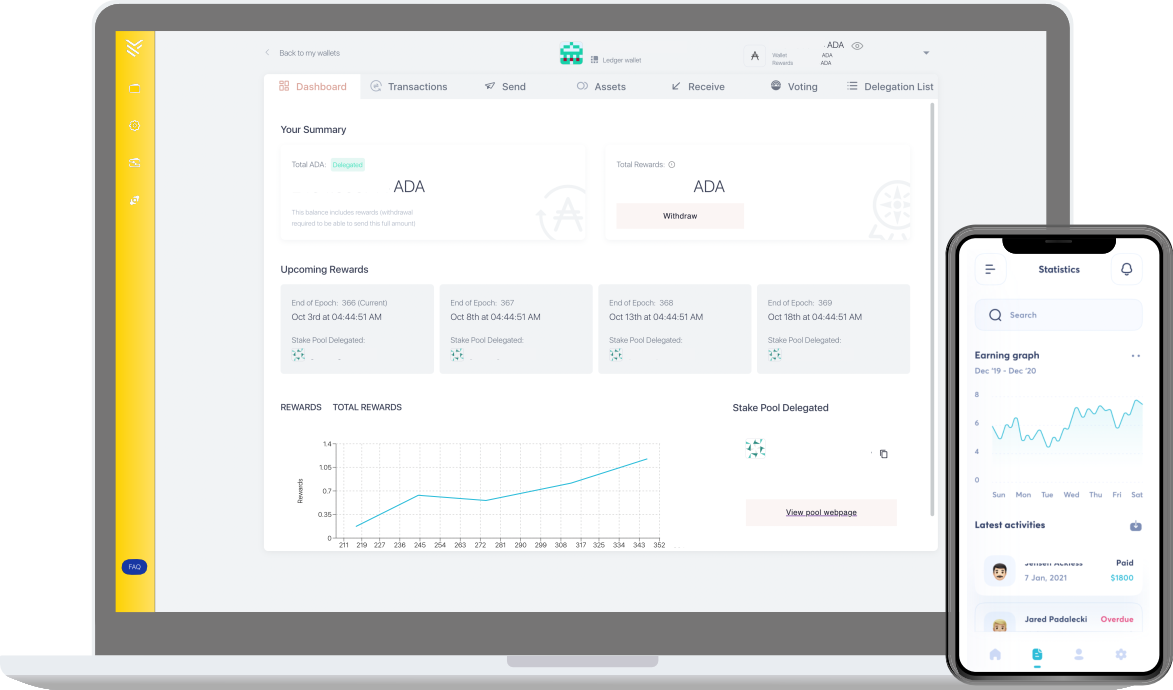 Back to my wallets
Ledger wallet
Wallet
Rewards
ADA
ADA
ADA
Dashboard
Transactions
Send
Assets
Receive
Voting
Delegation List
Your Summary
Total ADA: Delegated
ADA
This balance includes rewards (withdrawal
required to be able to send this full amount)
Total Rewards:
ADA
Withdraw
Upcoming Rewards
End of Epoch: 366 (Current)
Oct 3rd at 04:44:51 AM
Stake Pool Delegated:
End of Epoch: 367
Oct 8th at 04:44:51 AM
Stake Pool Delegated:
End of Epoch: 368
Oct 13th at 04:44:51 AM
Stake Pool Delegated:
End of Epoch: 369
Oct 18th at 04:44:51 AM
Stake Pool Delegated:
REWARDS TOTAL REWARDS
Rewards
1.4
1.05
0.7
0.35
0
211 219 227 236 245 254 263 272 281 290 299 308 317 325 334 343 352
Stake Pool Delegated
View pool webpage
FAQ
Statistics
Search
Earning graph
Dec '19 - Dec '20
8
6
4
0
Sun Mon Tue Wed Thu Fri Sat
Latest activities
Jensen Ackless
Paid
7 Jan, 2021
$1800
Jared Padalecki
Overdue